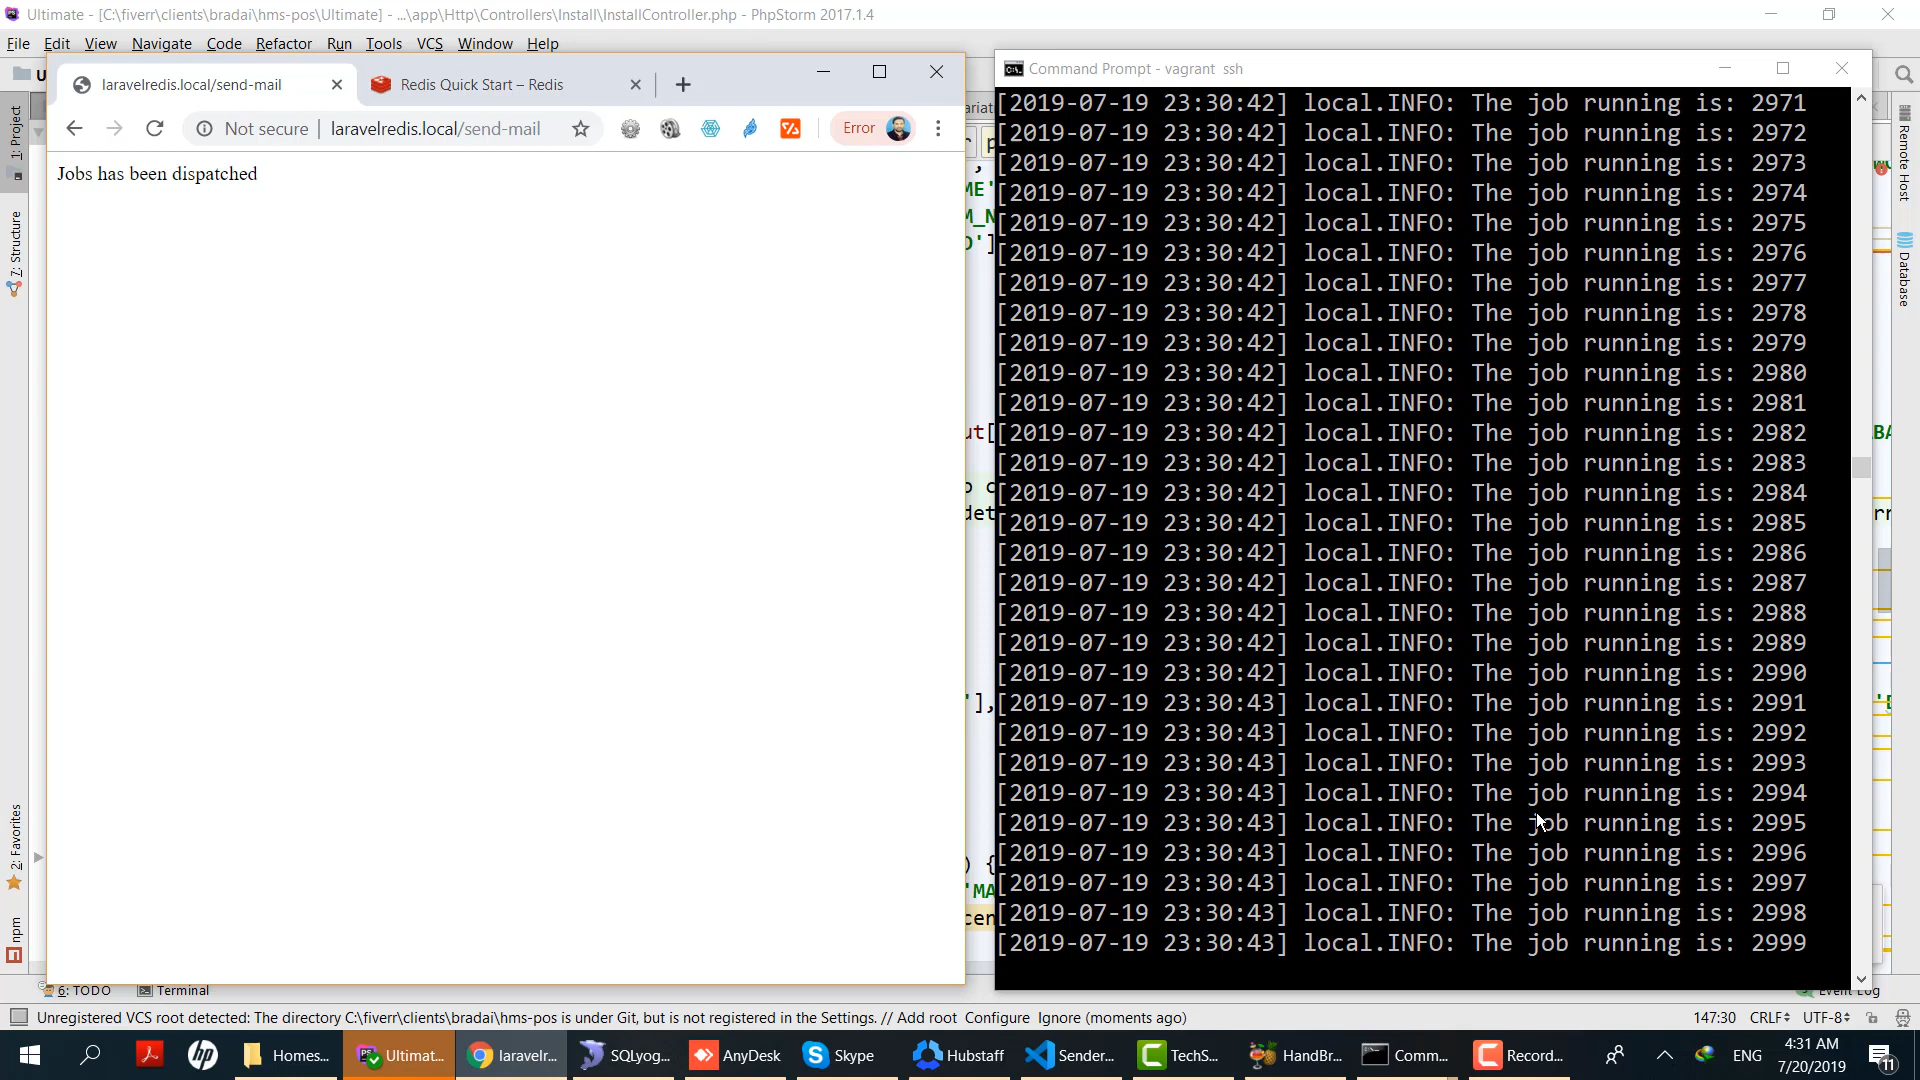 Ultimate - [C:\fiverr\clients\bradai\hms-pos\Ultimate] - ...\app\Http\Controllers\Install\InstallController.php - PhpStorm 2017.1.4
File Edit View Navigate Code Refactor Run Tools VCS Window Help
laravelredis.local/send-mail
Redis Quick Start – Redis
Not secure | laravelredis.local/send-mail
Error
Jobs has been dispatched
Command Prompt - vagrant ssh
[2019-07-19 23:30:42] local.INFO: The job running is: 2971
[2019-07-19 23:30:42] local.INFO: The job running is: 2972
[2019-07-19 23:30:42] local.INFO: The job running is: 2973
[2019-07-19 23:30:42] local.INFO: The job running is: 2974
[2019-07-19 23:30:42] local.INFO: The job running is: 2975
[2019-07-19 23:30:42] local.INFO: The job running is: 2976
[2019-07-19 23:30:42] local.INFO: The job running is: 2977
[2019-07-19 23:30:42] local.INFO: The job running is: 2978
[2019-07-19 23:30:42] local.INFO: The job running is: 2979
[2019-07-19 23:30:42] local.INFO: The job running is: 2980
[2019-07-19 23:30:42] local.INFO: The job running is: 2981
[2019-07-19 23:30:42] local.INFO: The job running is: 2982
[2019-07-19 23:30:42] local.INFO: The job running is: 2983
[2019-07-19 23:30:42] local.INFO: The job running is: 2984
[2019-07-19 23:30:42] local.INFO: The job running is: 2985
[2019-07-19 23:30:42] local.INFO: The job running is: 2986
[2019-07-19 23:30:42] local.INFO: The job running is: 2987
[2019-07-19 23:30:42] local.INFO: The job running is: 2988
[2019-07-19 23:30:42] local.INFO: The job running is: 2989
[2019-07-19 23:30:42] local.INFO: The job running is: 2990
[2019-07-19 23:30:43] local.INFO: The job running is: 2991
[2019-07-19 23:30:43] local.INFO: The job running is: 2992
[2019-07-19 23:30:43] local.INFO: The job running is: 2993
[2019-07-19 23:30:43] local.INFO: The job running is: 2994
[2019-07-19 23:30:43] local.INFO: The job running is: 2995
[2019-07-19 23:30:43] local.INFO: The job running is: 2996
[2019-07-19 23:30:43] local.INFO: The job running is: 2997
[2019-07-19 23:30:43] local.INFO: The job running is: 2998
[2019-07-19 23:30:43] local.INFO: The job running is: 2999
1: Project
7: Structure
2: Favorites
npm
Remote Host
Database
6: TODO Terminal
Event Log
Unregistered VCS root detected: The directory C:\fiverr\clients\bradai\hms-pos is under Git, but is not registered in the Settings. // Add root Configure Ignore (moments ago)
147:30 CRLF UTF-8
Homes... Ultimat... laravelr... SQLyog... AnyDesk Skype Hubstaff Sender... TechS... HandBr... Comm... Record...
ENG
4:31 AM
7/20/2019
11